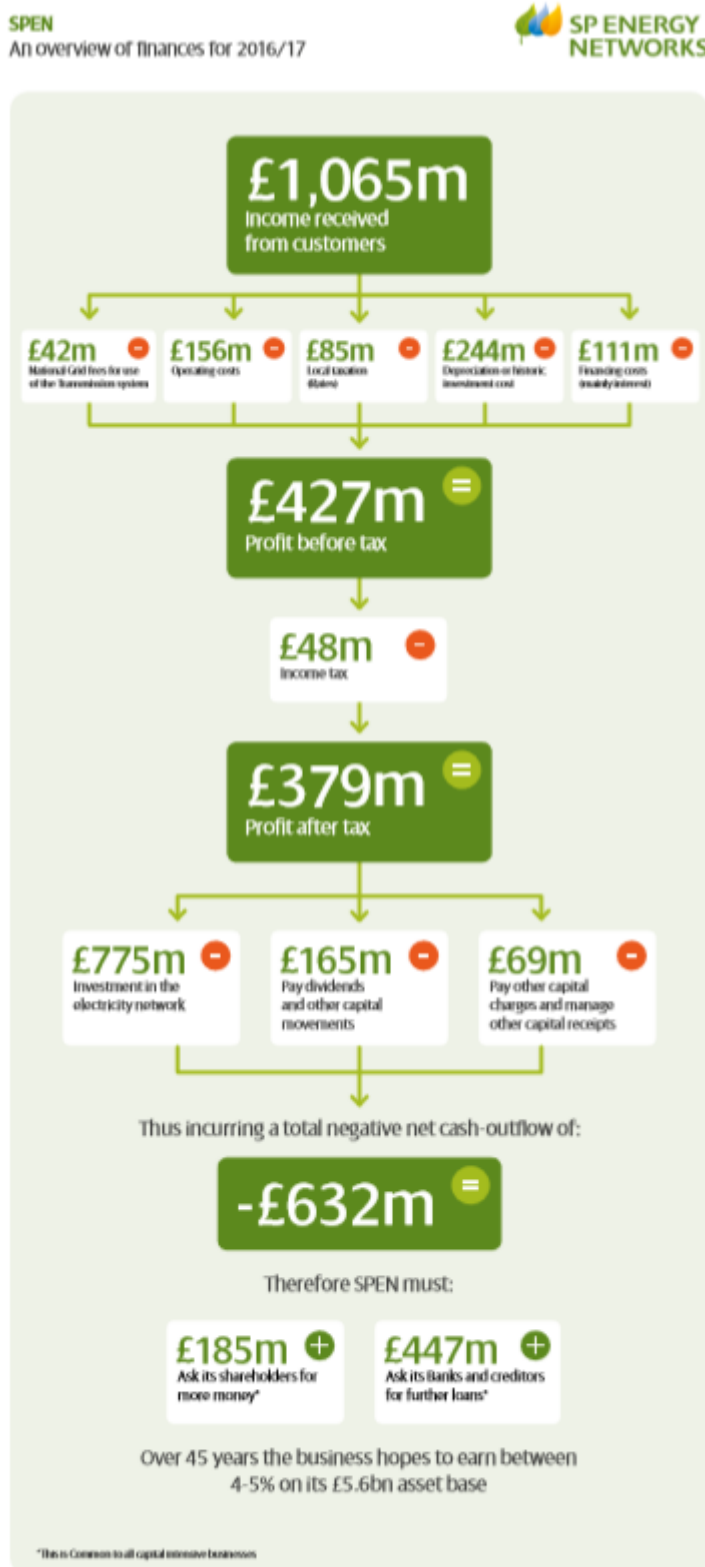 SPEN
An overview of finances for 2016/17
SP ENERGY
NETWORKS
£1,065m
Income received
from customers
£42m
National Grid fees for use
of the Transmission system
£156m
Operating costs
£85m
Local taxation
(Rates)
£244m
Depreciation or historic
investment cost
£111m
Financing costs
(mainly interest)
£427m
Profit before tax
£48m
Income tax
£379m
Profit after tax
£775m
Investment in the
electricity network
£165m
Pay dividends
and other capital
movements
£69m
Pay other capital
charges and manage
other capital receipts
Thus incurring a total negative net cash-outflow of:
-£632m
Therefore SPEN must:
£185m
Ask its shareholders for
more money*
£447m
Ask its Banks and creditors
for further loans*
Over 45 years the business hopes to earn between
4-5% on its £5.6bn asset base
*This is Common to all capital intensive businesses